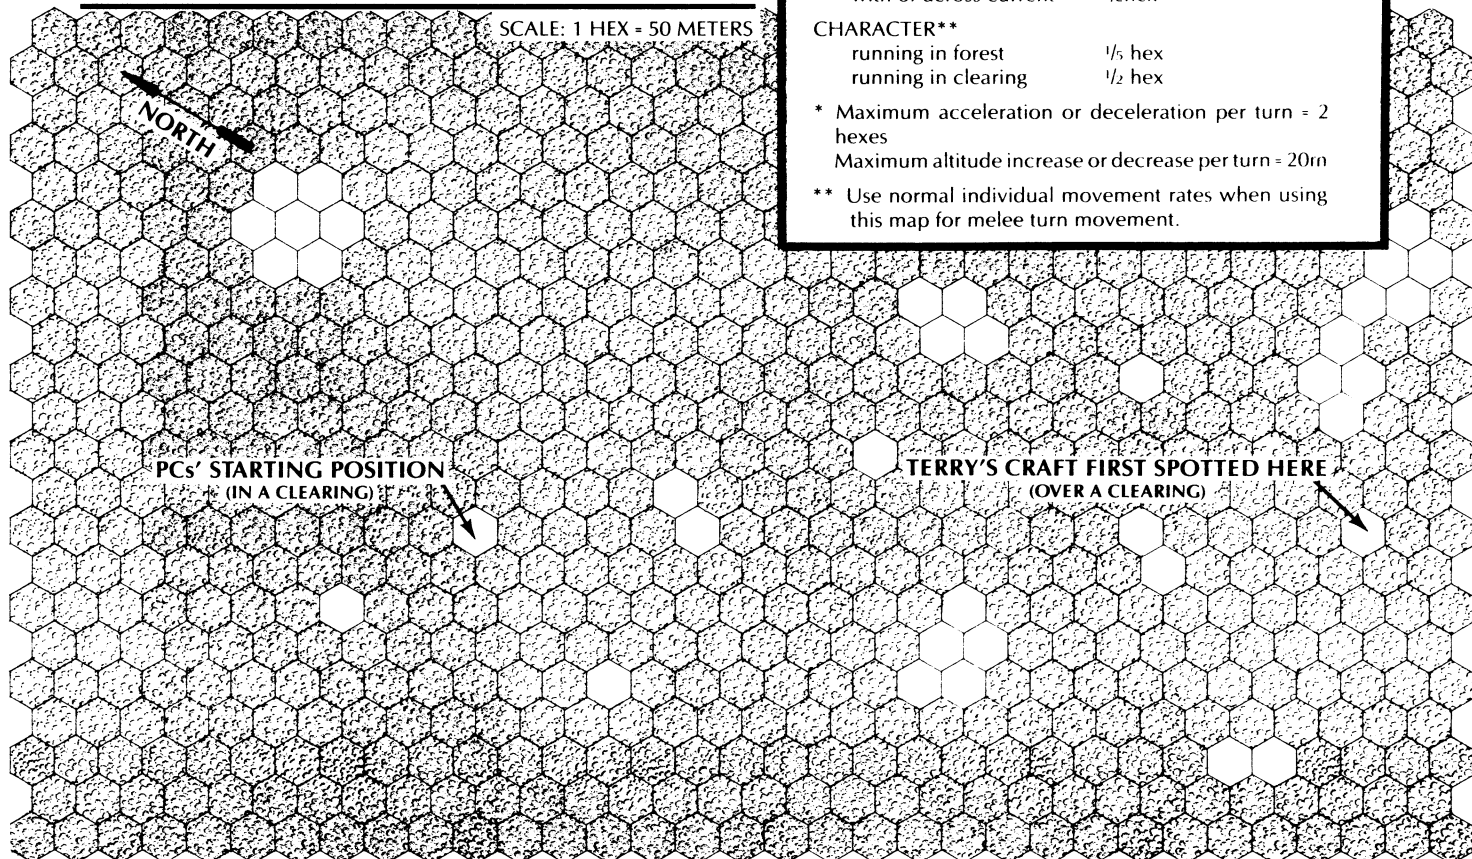 SCALE: 1 HEX = 50 METERS
NORTH
CHARACTER**
running in forest 1/5 hex
running in clearing 1/2 hex
* Maximum acceleration or deceleration per turn = 2
hexes
Maximum altitude increase or decrease per turn = 20m
** Use normal individual movement rates when using
this map for melee turn movement.
PCs' STARTING POSITION
(IN A CLEARING)
TERRY'S CRAFT FIRST SPOTTED HERE
(OVER A CLEARING)